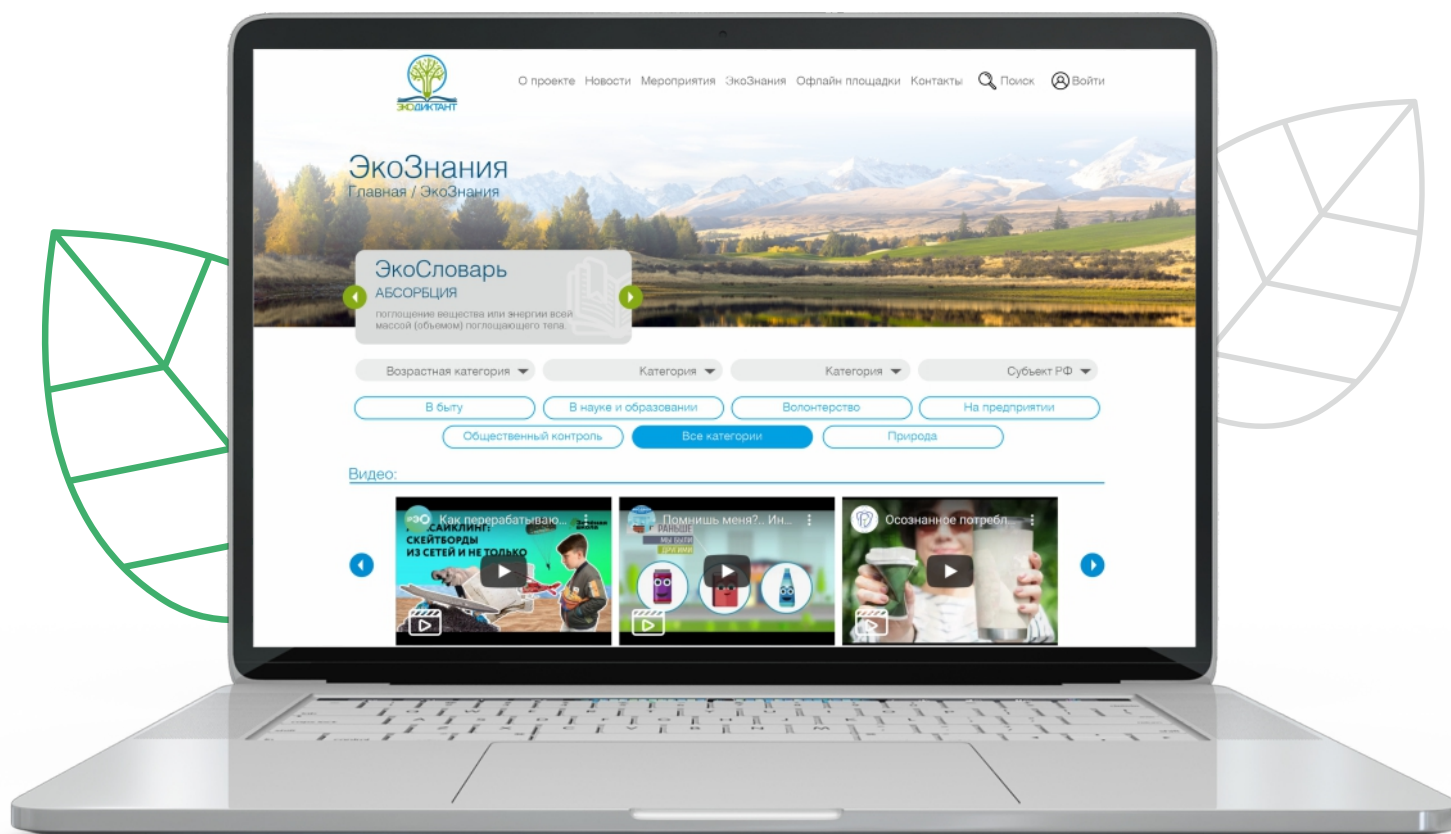 ЭКОДИКТАНТ
О проекте Новости Мероприятия ЭкоЗнания Офлайн площадки Контакты Поиск Войти
ЭкоЗнания
Главная / ЭкоЗнания
ЭкоСловарь
АБСОРБЦИЯ
поглощение вещества или энергии всей
массой (объемом) поглощающего тела
Возрастная категория Категория Категория Субъект РФ
В быту В науке и образовании Волонтерство На предприятии
Общественный контроль Все категории Природа
Видео:
Как перерабатываю... Помнишь меня?.. Ин... Осознанное потребл...
СКЕЙТБОРДЫ
ИЗ СЕТЕЙ И НЕ ТОЛЬКО
РАНЬШЕ
МЫ БЫЛИ
ДРУГИМИ